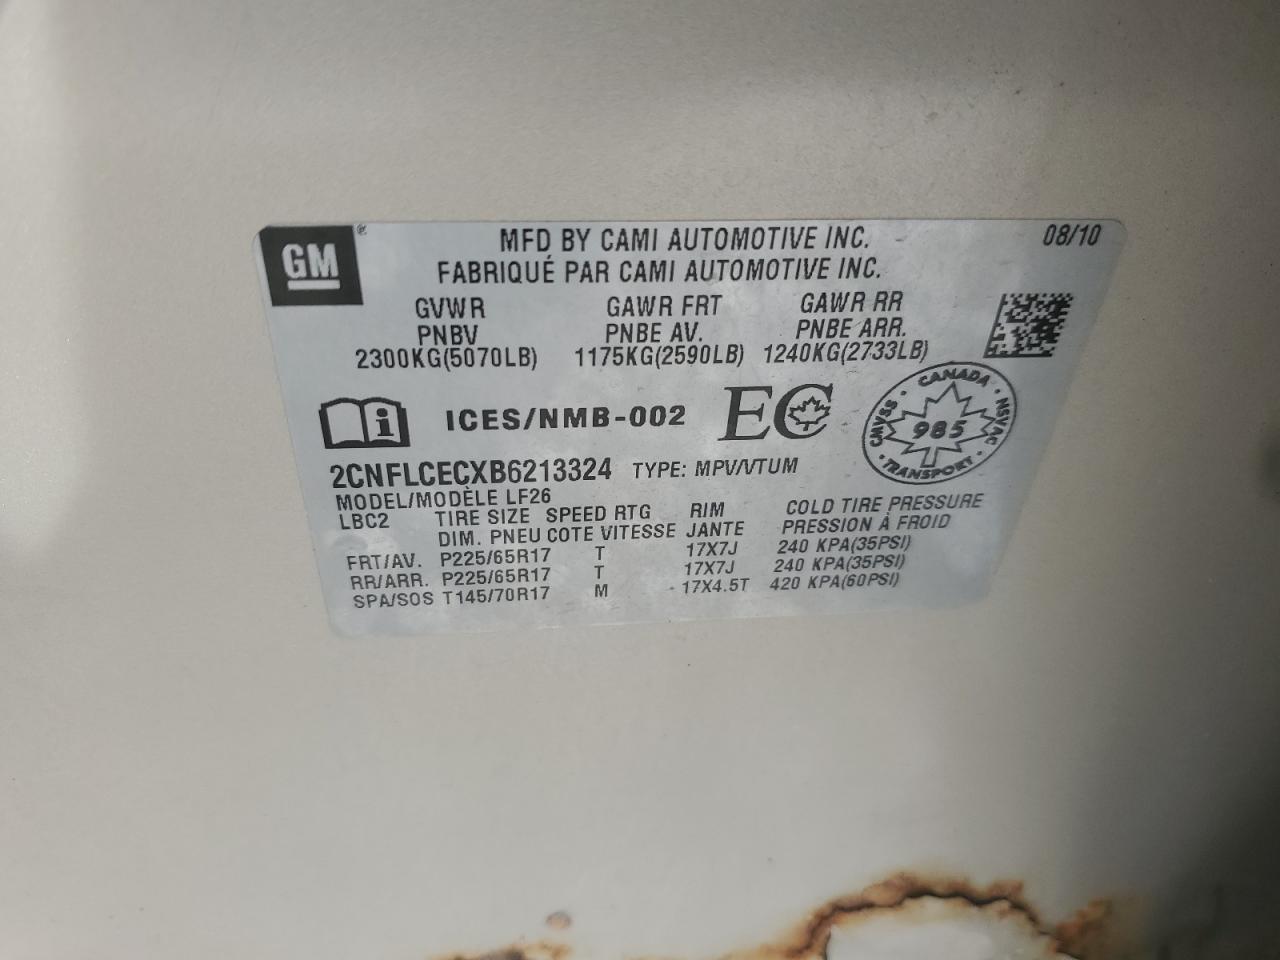 GM®
MFD BY CAMI AUTOMOTIVE INC. 08/10
FABRIQUÉ PAR CAMI AUTOMOTIVE INC.
GVWR GAWR FRT GAWR RR
PNBV PNBE AV. PNBE ARR.
2300KG(5070LB) 1175KG(2590LB) 1240KG(2733LB)
i ICES/NMB-002 EC
CANADA CMVSS NSVAC 985 TRANSPORT
2CNFLCECXB6213324 TYPE: MPV/VTUM
MODEL/MODÈLE LF26
LBC2 TIRE SIZE SPEED RTG RIM COLD TIRE PRESSURE
DIM. PNEU COTE VITESSE JANTE PRESSION À FROID
FRT/AV. P225/65R17 T 17X7J 240 KPA(35PSI)
RR/ARR. P225/65R17 T 17X7J 240 KPA(35PSI)
SPA/SOS T145/70R17 M 17X4.5T 420 KPA(60PSI)